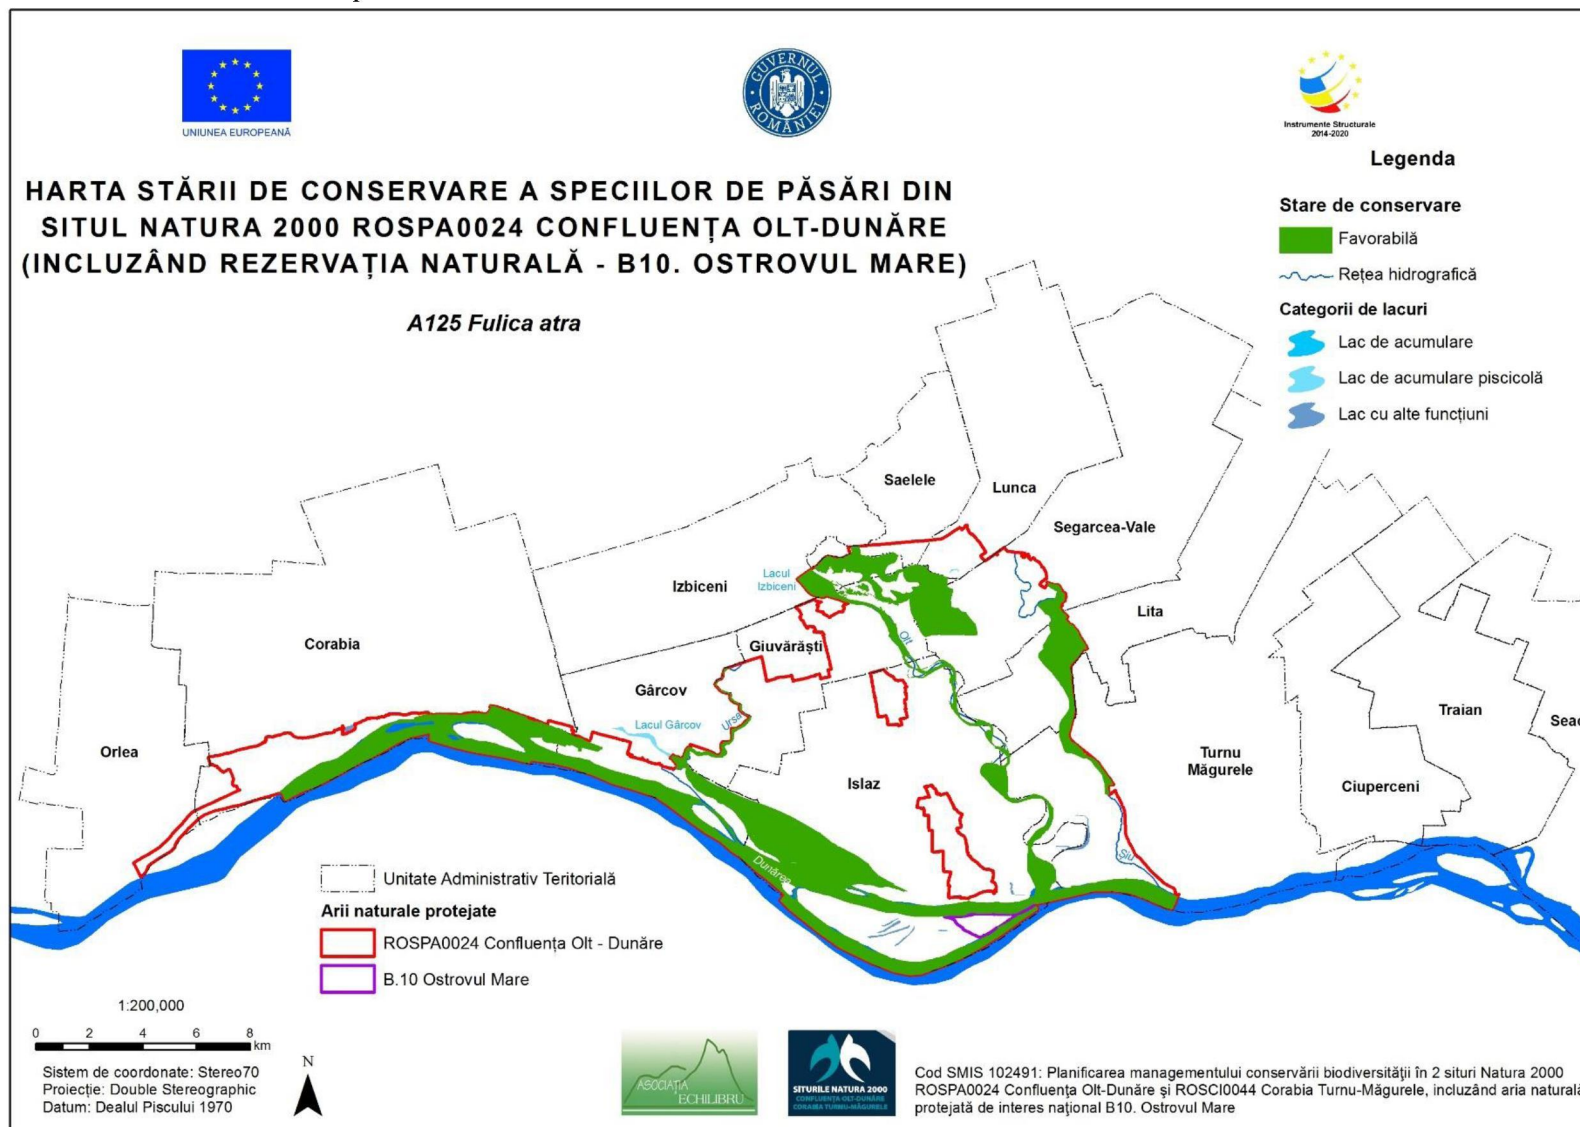 UNIUNEA EUROPEANĂ
GUVERNUL ROMÂNIEI
Instrumente Structurale
2014-2020
HARTA STĂRII DE CONSERVARE A SPECIILOR DE PĂSĂRI DIN
SITUL NATURA 2000 ROSPA0024 CONFLUENȚA OLT-DUNĂRE
(INCLUZÂND REZERVAȚIA NATURALĂ - B10. OSTROVUL MARE)
A125 Fulica atra
Legenda
Stare de conservare
Favorabilă
Rețea hidrografică
Categorii de lacuri
Lac de acumulare
Lac de acumulare piscicolă
Lac cu alte funcțiuni
Saelele
Lunca
Segarcea-Vale
Izbiceni
Lacul
Izbiceni
Lita
Corabia
Giuvărăști
Olt
Gârcov
Lacul Gârcov
Ursa
Orlea
Islaz
Turnu
Măgurele
Traian
Seac
Ciuperceni
Dunărea
Șiu
Unitate Administrativ Teritorială
Arii naturale protejate
ROSPA0024 Confluența Olt - Dunăre
B.10 Ostrovul Mare
1:200,000
0 2 4 6 8
km
N
Sistem de coordonate: Stereo70
Proiecție: Double Stereographic
Datum: Dealul Piscului 1970
ASOCIAȚIA
ECHILIBRU
SITURILE NATURA 2000
CONFLUENȚA OLT-DUNĂRE
CORABIA TURNU-MĂGURELE
Cod SMIS 102491: Planificarea managementului conservării biodiversității în 2 situri Natura 2000
ROSPA0024 Confluența Olt-Dunăre și ROSCI0044 Corabia Turnu-Măgurele, incluzând aria naturală
protejată de interes național B10. Ostrovul Mare